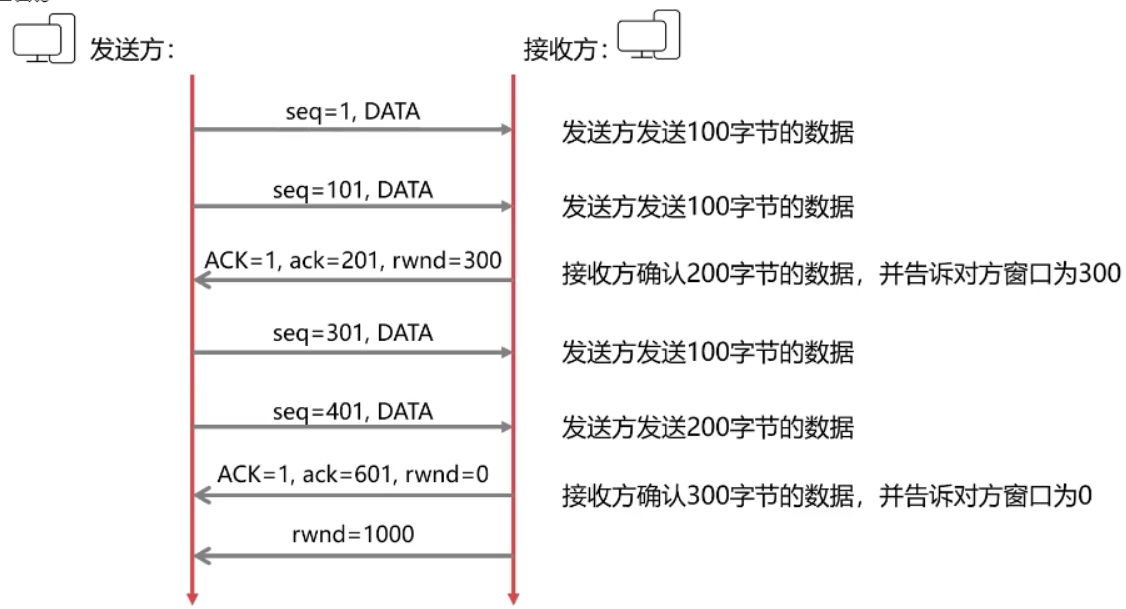 发送方：
接收方：
seq=1, DATA
发送方发送100字节的数据
seq=101, DATA
发送方发送100字节的数据
ACK=1, ack=201, rwnd=300
接收方确认200字节的数据，并告诉对方窗口为300
seq=301, DATA
发送方发送100字节的数据
seq=401, DATA
发送方发送200字节的数据
ACK=1, ack=601, rwnd=0
接收方确认300字节的数据，并告诉对方窗口为0
rwnd=1000